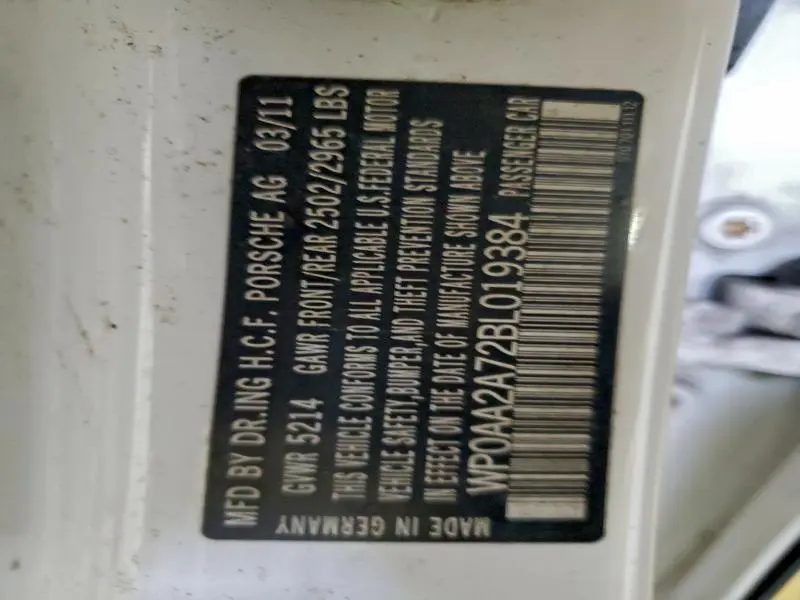 MFD BY DR.ING H.C.F. PORSCHE AG 03/11
GVWR 5214 GAWR FRONT/REAR 2502/2965 LBS
THIS VEHICLE CONFORMS TO ALL APPLICABLE U.S.FEDERAL MOTOR
VEHICLE SAFETY,BUMPER,AND THEFT PREVENTION STANDARDS
IN EFFECT ON THE DATE OF MANUFACTURE SHOWN ABOVE
WP0AA2A72BL019384 PASSENGER CAR
MADE IN GERMANY